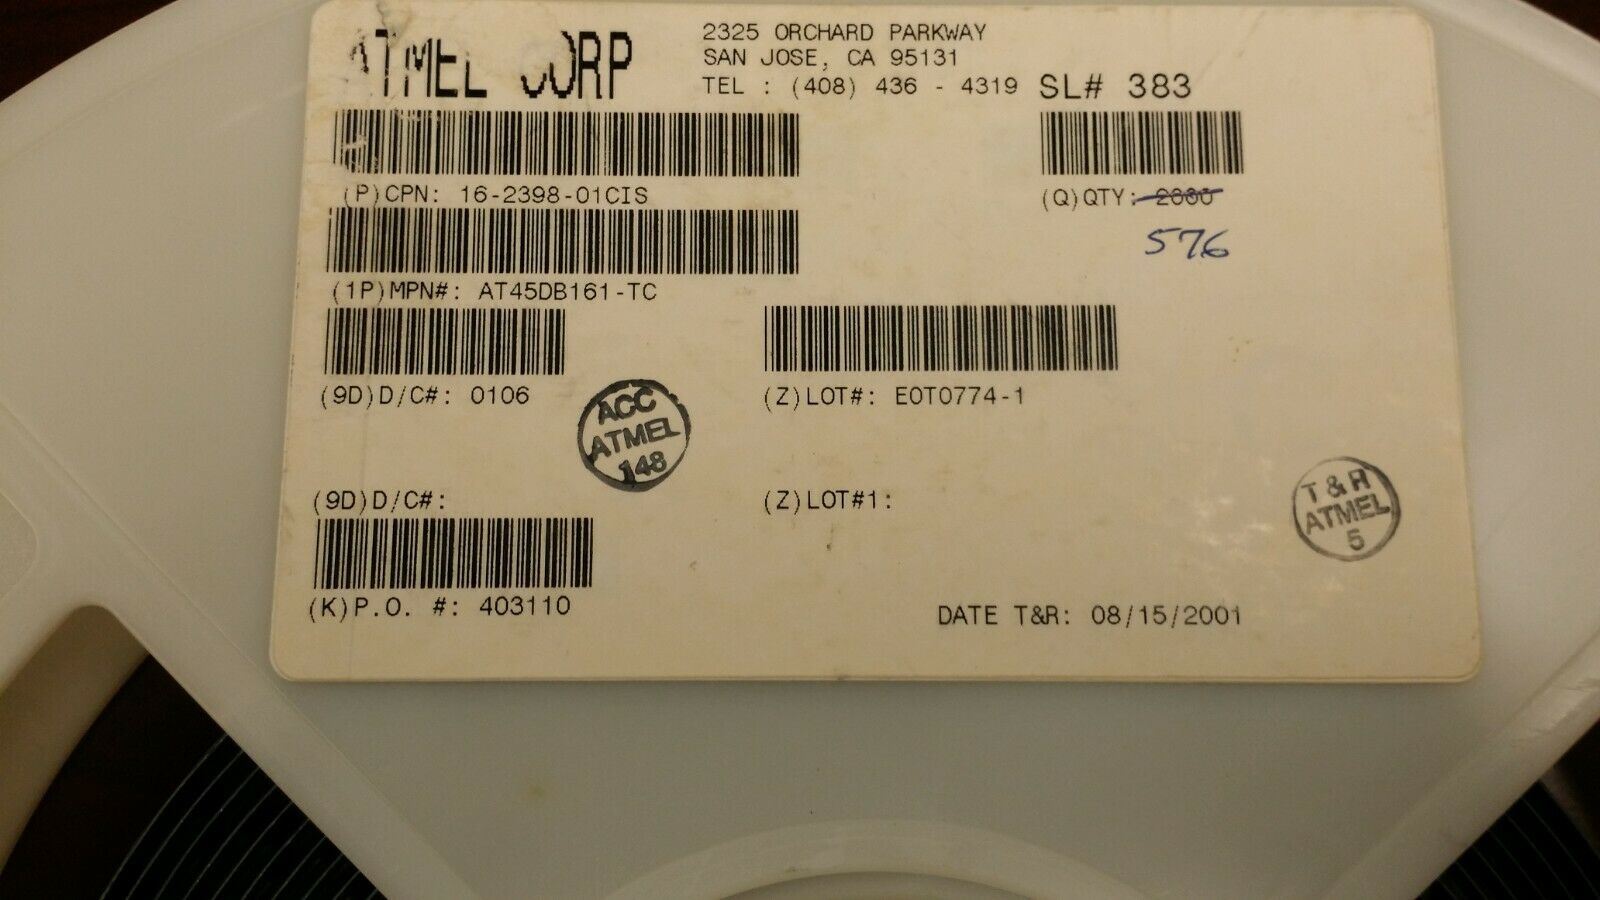 ATMEL CORP
2325 ORCHARD PARKWAY
SAN JOSE, CA 95131
TEL : (408) 436 - 4319
SL# 383
(P)CPN: 16-2398-01CIS
(Q)QTY:
576
(1P)MPN#: AT45DB161-TC
(9D)D/C#: 0106
(Z)LOT#: E0T0774-1
ACC
ATMEL
148
(9D)D/C#:
(Z)LOT#1:
T & R
ATMEL
5
(K)P.O. #: 403110
DATE T&R: 08/15/2001